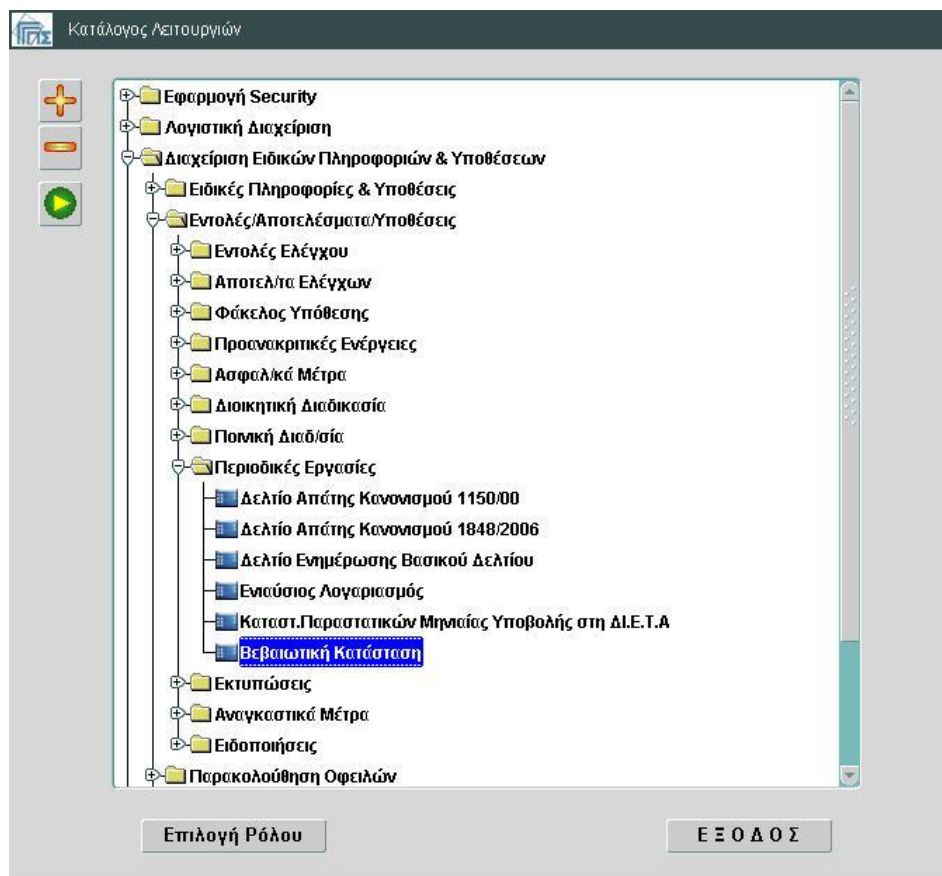 Κατάλογος Λειτουργιών
Εφαρμογή Security
Λογιστική Διαχείριση
Διαχείριση Ειδικών Πληροφοριών & Υποθέσεων
Ειδικές Πληροφορίες & Υποθέσεις
Εντολές/Αποτελέσματα/Υποθέσεις
Εντολές Ελέγχου
Αποτελ/τα Ελέγχων
Φάκελος Υπόθεσης
Προανακριτικές Ενέργειες
Ασφαλ/κά Μέτρα
Διοικητική Διαδικασία
Ποινική Διαδ/σία
Περιοδικές Εργασίες
Δελτίο Απάτης Κανονισμού 1150/00
Δελτίο Απάτης Κανονισμού 1848/2006
Δελτίο Ενημέρωσης Βασικού Δελτίου
Ενιαύσιος Λογαριασμός
Καταστ.Παραστατικών Μηνιαίας Υποβολής στη ΔΙ.Ε.Τ.Α
Βεβαιωτική Κατάσταση
Εκτυπώσεις
Αναγκαστικά Μέτρα
Ειδοποιήσεις
Παρακολούθηση Οφειλών
Επιλογή Ρόλου
Ε Ξ Ο Δ Ο Σ